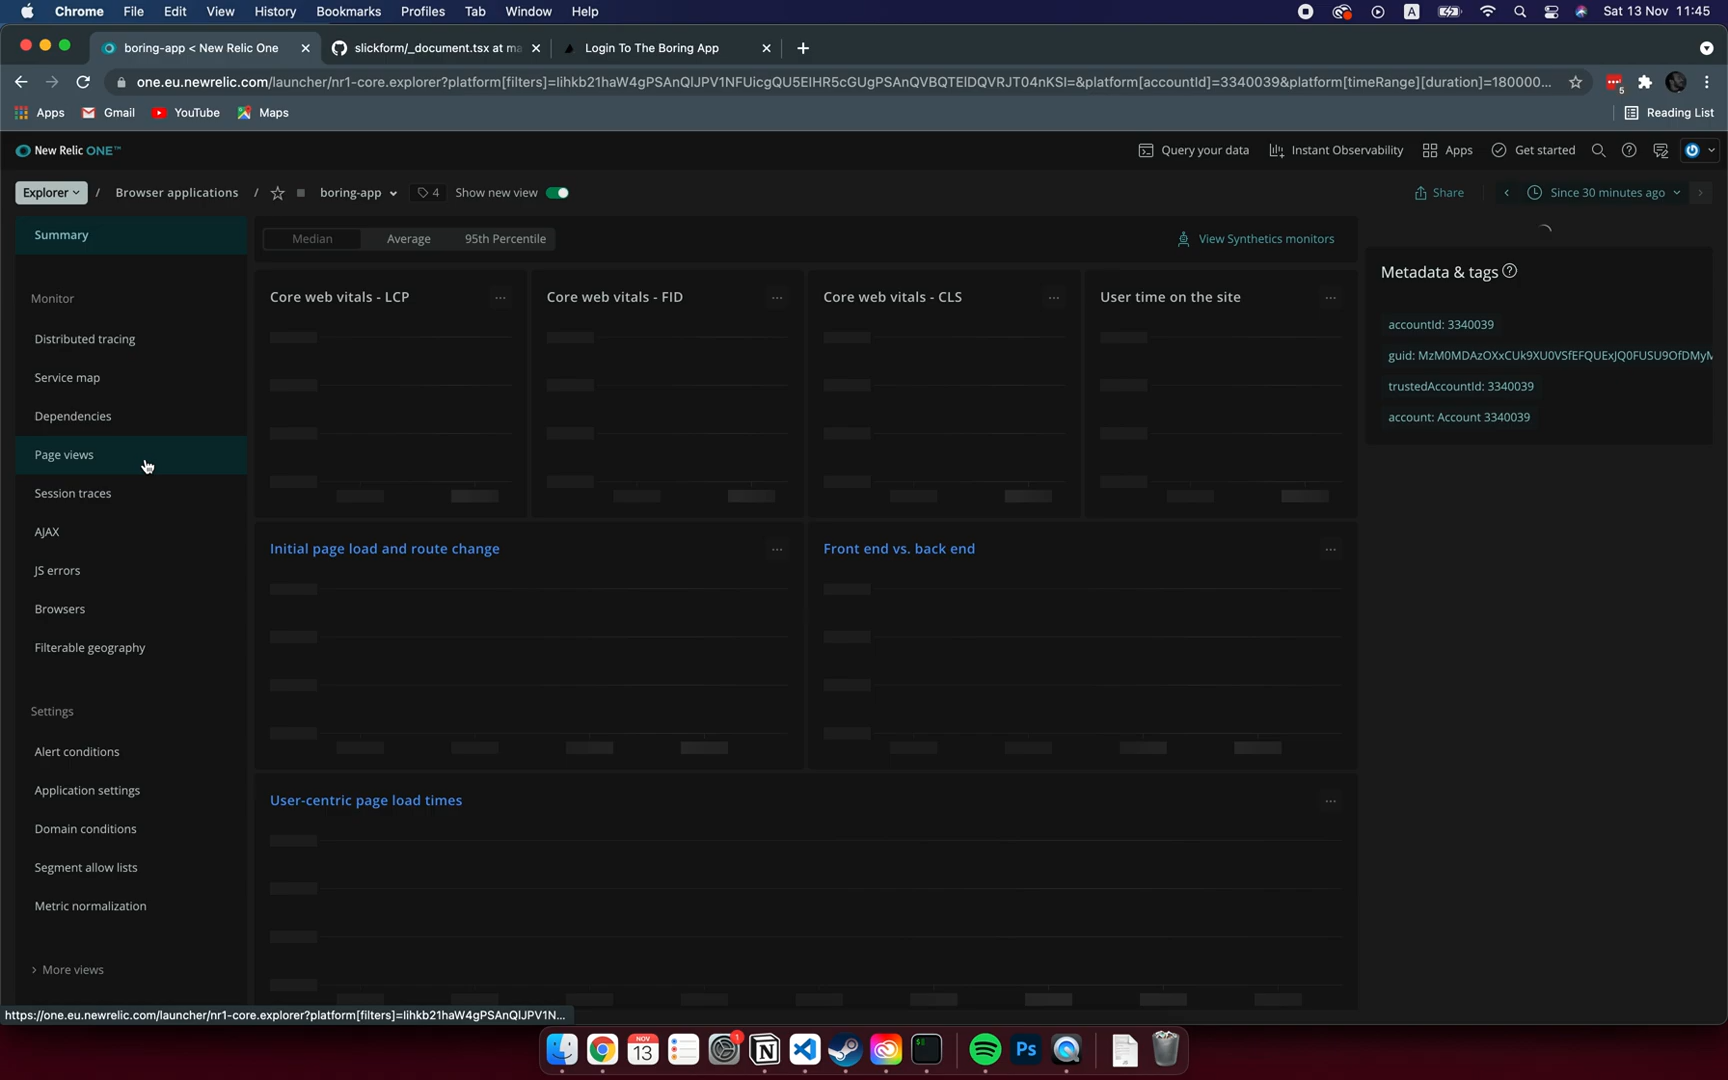 Chrome File Edit View History Bookmarks Profiles Tab Window Help A Sat 13 Nov 11:45
boring-app < New Relic One slickform/_document.tsx at ma Login To The Boring App
one.eu.newrelic.com/launcher/nr1-core.explorer?platform[filters]=Iihkb21haW4gPSAnQlJPV1NFUicgQU5EIHR5cGUgPSAnQVBQTElDQVRJT04nKSI=&platform[accountId]=3340039&platform[timeRange][duration]=180000... 5
Apps Gmail YouTube Maps Reading List
New Relic ONE™ Query your data Instant Observability Apps Get started
Explorer / Browser applications / boring-app 4 Show new view Share Since 30 minutes ago
Summary
Median Average 95th Percentile View Synthetics monitors
Metadata & tags
accountId: 3340039
guid: MzM0MDAzOXxCUk9XU0VSfEFQUExJQ0FUSU9OfDMyM
trustedAccountId: 3340039
account: Account 3340039
Core web vitals - LCP ... Core web vitals - FID ... Core web vitals - CLS ... User time on the site ...
Monitor
Distributed tracing
Service map
Dependencies
Page views
Session traces
AJAX
JS errors
Browsers
Filterable geography
Initial page load and route change ... Front end vs. back end ...
Settings
Alert conditions
Application settings
Domain conditions
Segment allow lists
Metric normalization
User-centric page load times ...
> More views
https://one.eu.newrelic.com/launcher/nr1-core.explorer?platform[filters]=Iihkb21haW4gPSAnQlJPV1N...
NOV
13 1 N $ Ps